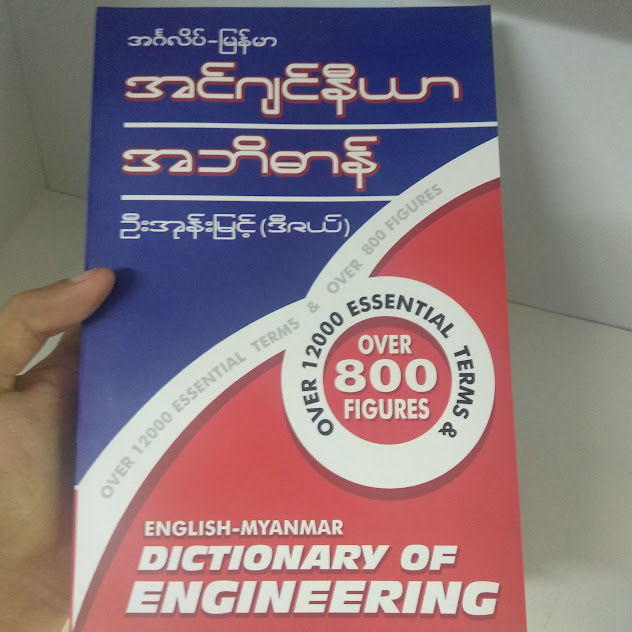 အင်္ဂလိပ်-မြန်မာ
အင်ဂျင်နီယာ
အဘိဓာန်
ဦးအုန်းမြင့်(ဒီဇယ်)
OVER 12000 ESSENTIAL TERMS & OVER 800 FIGURES
OVER 12000 ESSENTIAL TERMS &
OVER
800
FIGURES
ENGLISH-MYANMAR
DICTIONARY OF
ENGINEERING